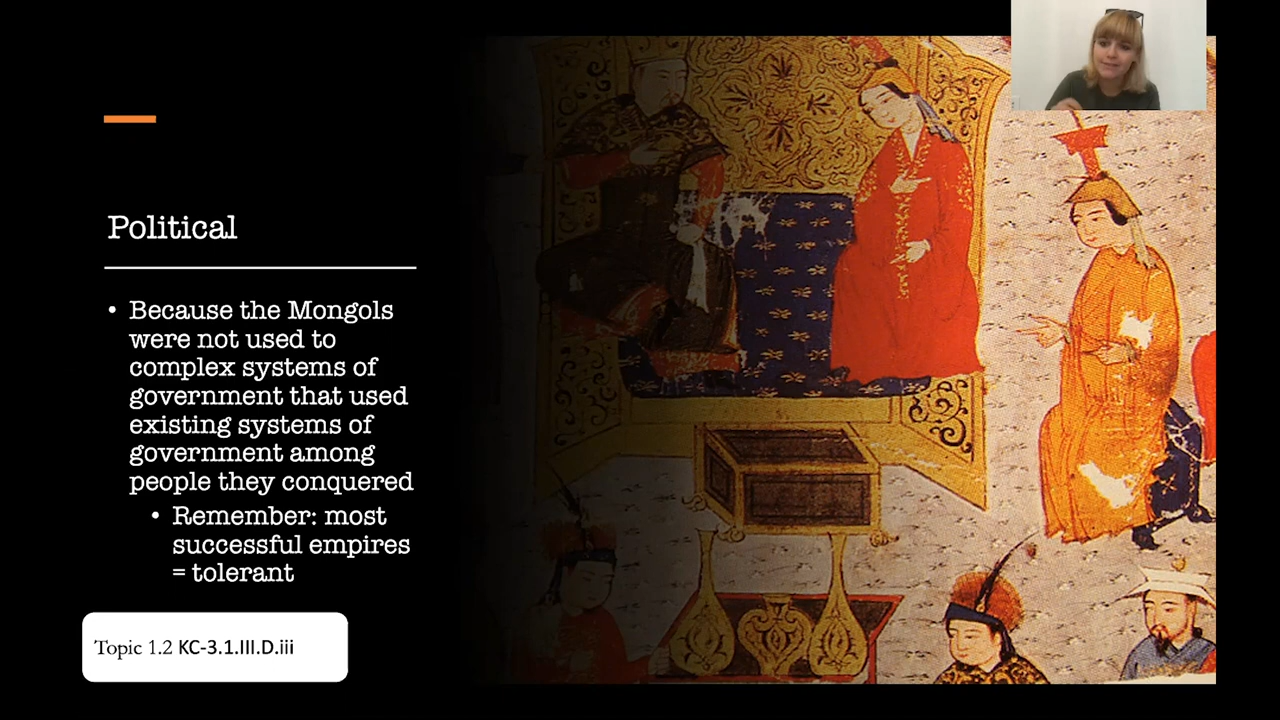 Political
• Because the Mongols
were not used to
complex systems of
government that used
existing systems of
government among
people they conquered
• Remember: most
successful empires
= tolerant
Topic 1.2 KC-3.1.III.D.iii